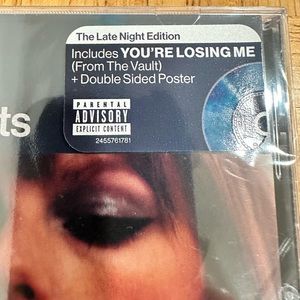 The Late Night Edition
Includes YOU'RE LOSING ME
(From The Vault)
+ Double Sided Poster
PARENTAL
ADVISORY
EXPLICIT CONTENT
2455761781
ts